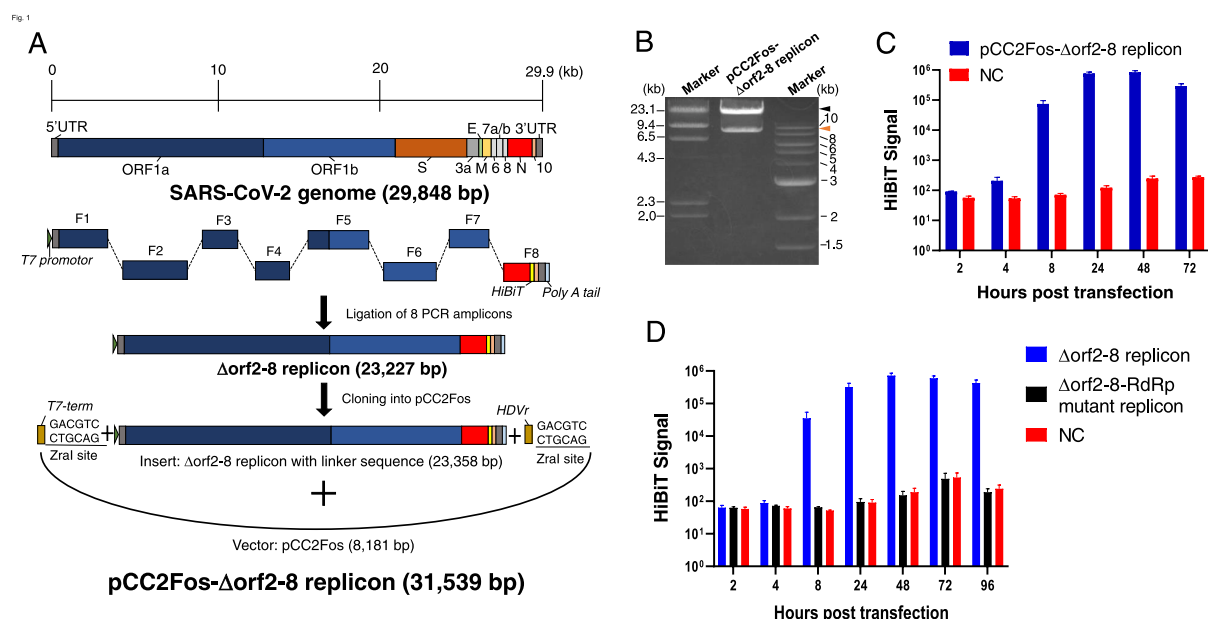 Fig. 1
A
0 10 20 29.9 (kb)
5'UTR E 7a/b 3'UTR
ORF1a ORF1b S 3a M 6 8 N 10
SARS-CoV-2 genome (29,848 bp)
F1 F3 F5 F7
F2 F4 F6 F8
T7 promotor
HiBiT Poly A tail
Ligation of 8 PCR amplicons
Δorf2-8 replicon (23,227 bp)
Cloning into pCC2Fos
T7-term HDVr
GACGTC + + GACGTC
CTGCAG CTGCAG
ZraI site Insert: Δorf2-8 replicon with linker sequence (23,358 bp) ZraI site
+
Vector: pCC2Fos (8,181 bp)
pCC2Fos-Δorf2-8 replicon (31,539 bp)
B
Marker
pCC2Fos-
Δorf2-8 replicon
Marker
(kb) (kb)
23.1
9.4
6.5
4.3
2.3
2.0
10
8
6
5
4
3
2
1.5
C
pCC2Fos-Δorf2-8 replicon
NC
HiBiT Signal
10⁶
10⁵
10⁴
10³
10²
10¹
10⁰
2 4 8 24 48 72
Hours post transfection
D
Δorf2-8 replicon
Δorf2-8-RdRp
mutant replicon
NC
HiBiT Signal
10⁶
10⁵
10⁴
10³
10²
10¹
10⁰
2 4 8 24 48 72 96
Hours post transfection